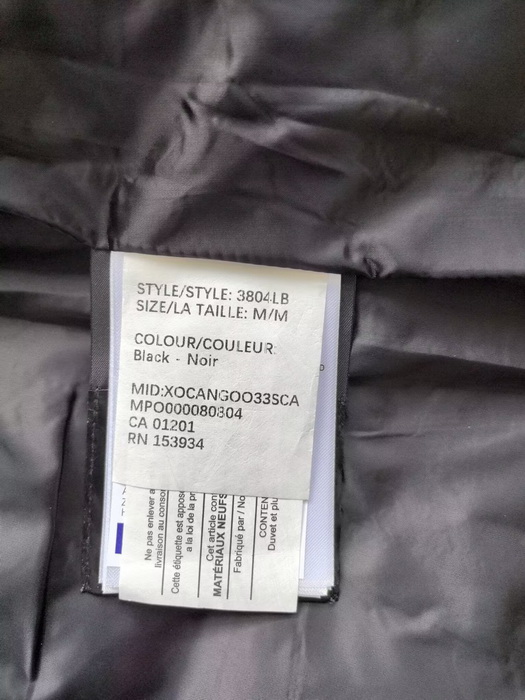 STYLE/STYLE: 3804LB
SIZE/LA TAILLE: M/M
COLOUR/COULEUR:
Black - Noir
MID:XOCANGOO33SCA
MPO000080804
CA 01201
RN 153934
Ne pas enlever a
livraison au conso
Cette étiquette est appos
a la loi de la pr
Cet article con
MATÉRIAUX NEUFS
Fabriqué par / No
CONTEN
Duvet et plu